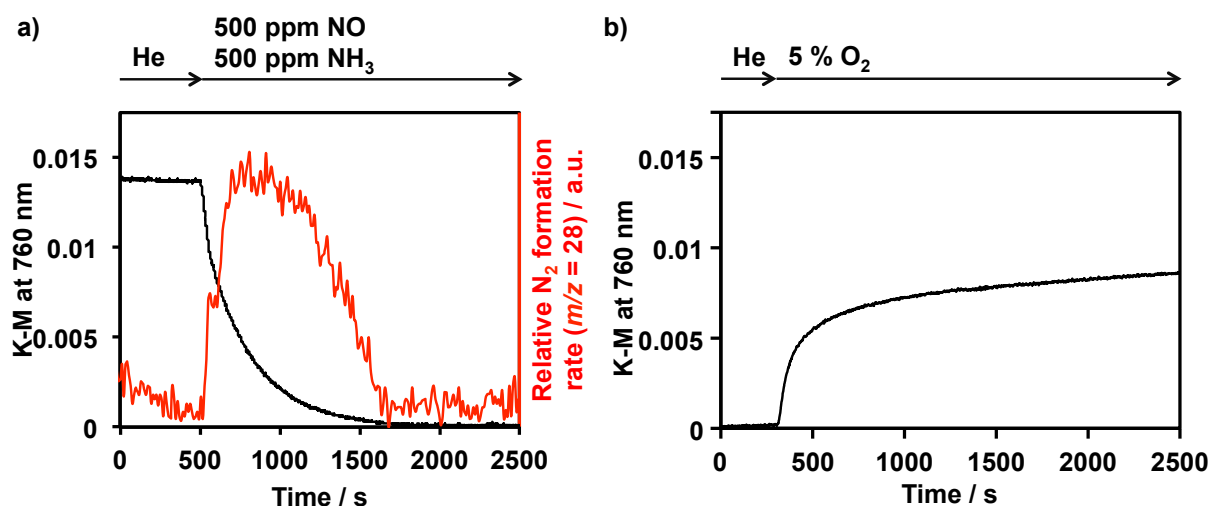 a)
500 ppm NO
He
500 ppm NH3
K-M at 760 nm
0.015
0.01
0.005
0
0 500 1000 1500 2000 2500
Time / s
Relative N2 formation
rate (m/z = 28) / a.u.
b)
He 5 % O2
K-M at 760 nm
0.015
0.01
0.005
0
0 500 1000 1500 2000 2500
Time / s